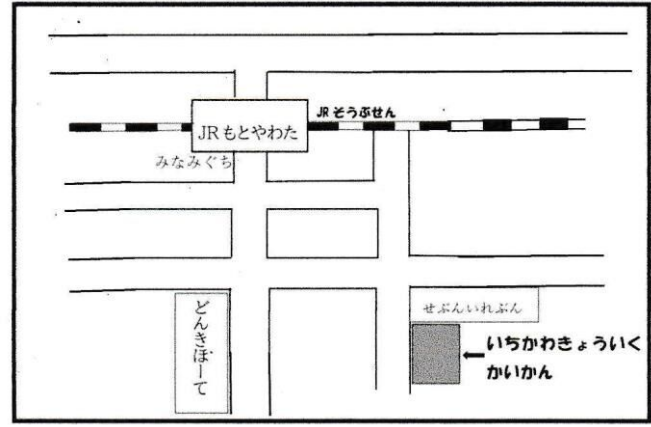 JRそうぶせん
JRもとやわた
みなみぐち
どんきぽーて
せぶんいれぶん
←いちかわきょういく
かいかん